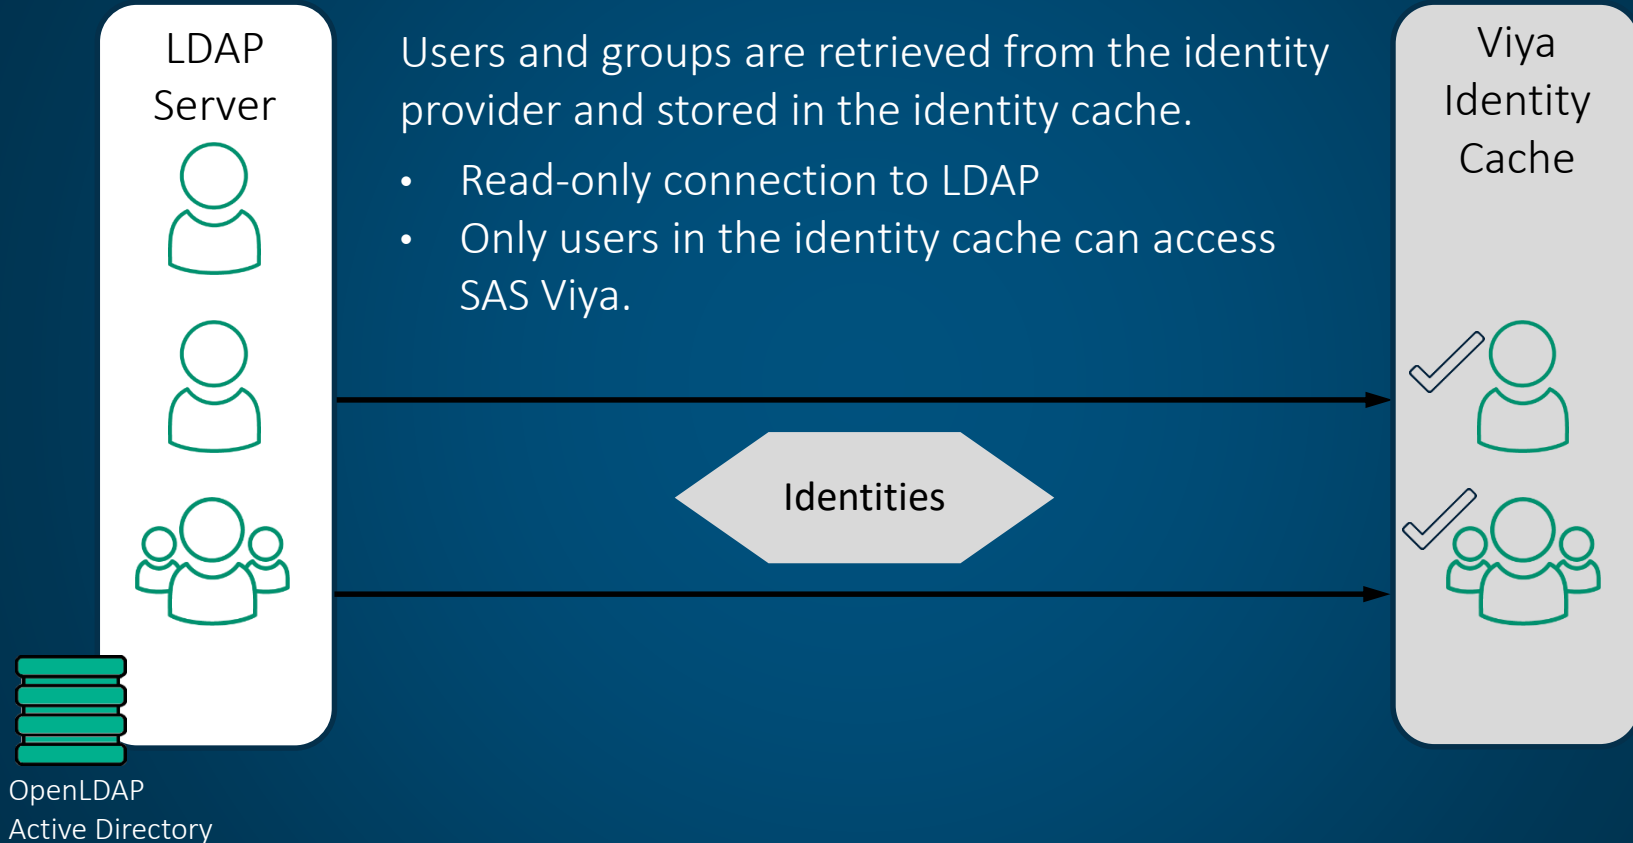 LDAP
Server
Users and groups are retrieved from the identity
provider and stored in the identity cache.
• Read-only connection to LDAP
• Only users in the identity cache can access
SAS Viya.
Viya
Identity
Cache
Identities
OpenLDAP
Active Directory